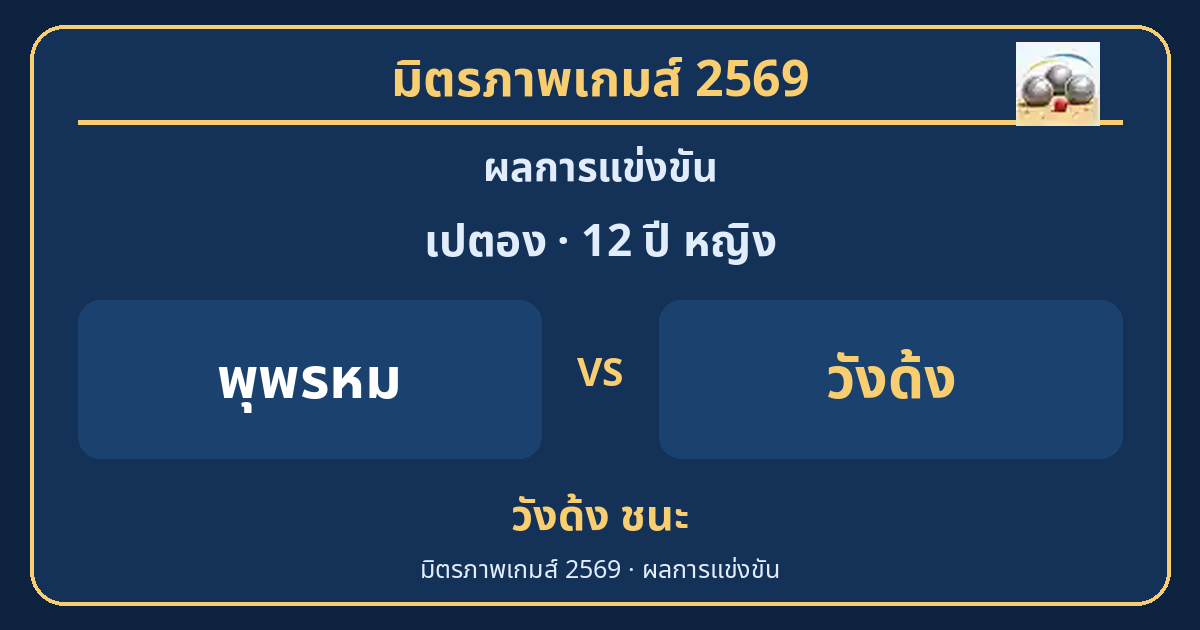 มิตรภาพเกมส์ 2569
ผลการแข่งขัน
เปตอง · 12 ปี หญิง
พุพรหม
VS
วังด้ง
วังด้ง ชนะ
มิตรภาพเกมส์ 2569 · ผลการแข่งขัน